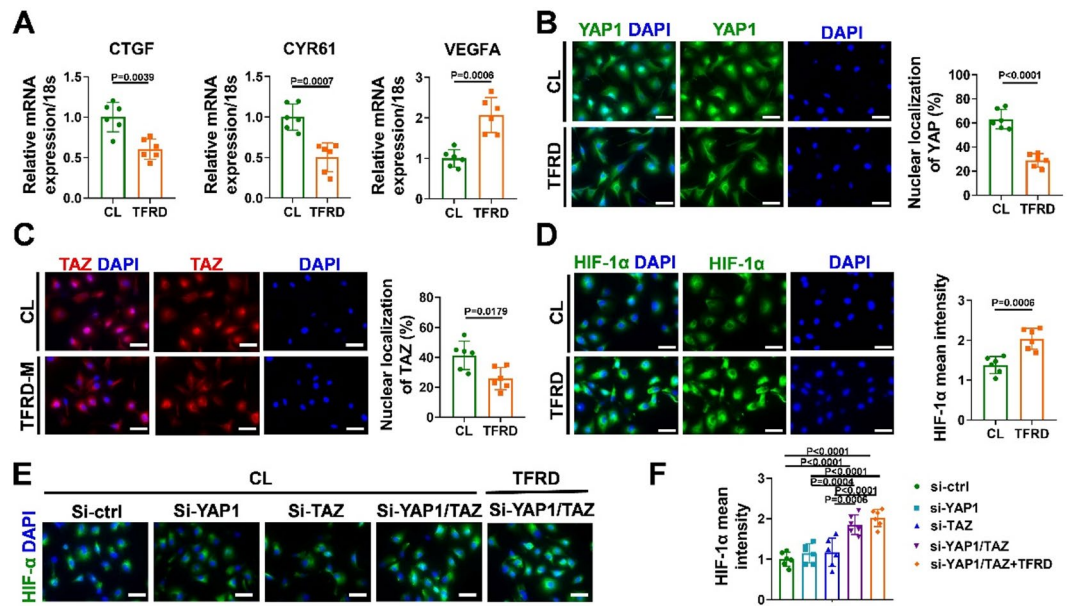 A
CTGF
Relative mRNA expression/18s
1.5
1.0
0.5
0.0
P=0.0039
CL TFRD
CYR61
Relative mRNA expression/18s
1.5
1.0
0.5
0.0
P=0.0007
CL TFRD
VEGFA
Relative mRNA expression/18s
3
2
1
0
P=0.0006
CL TFRD
B
YAP1 DAPI
YAP1
DAPI
CL
TFRD
Nuclear localization of YAP (%)
100
80
60
40
20
0
P<0.0001
CL TFRD
C
TAZ DAPI
TAZ
DAPI
CL
TFRD-M
Nuclear localization of TAZ (%)
80
60
40
20
0
P=0.0179
CL TFRD
D
HIF-1α DAPI
HIF-1α
DAPI
CL
TFRD
HIF-1α mean intensity
3
2
1
0
P=0.0006
CL TFRD
E
CL
TFRD
Si-ctrl
Si-YAP1
Si-TAZ
Si-YAP1/TAZ
Si-YAP1/TAZ
HIF-α DAPI
F
HIF-1α mean intensity
3
2
1
0
P<0.0001
P<0.0001
P=0.0004
P<0.0001
P=0.0006
si-ctrl
si-YAP1
si-TAZ
si-YAP1/TAZ
si-YAP1/TAZ+TFRD